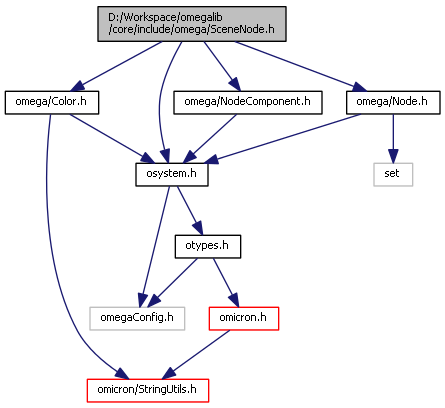 D:/Workspace/omegalib
/core/include/omega/SceneNode.h
omega/Color.h
omega/NodeComponent.h
omega/Node.h
osystem.h
set
otypes.h
omegaConfig.h
omicron.h
omicron/StringUtils.h